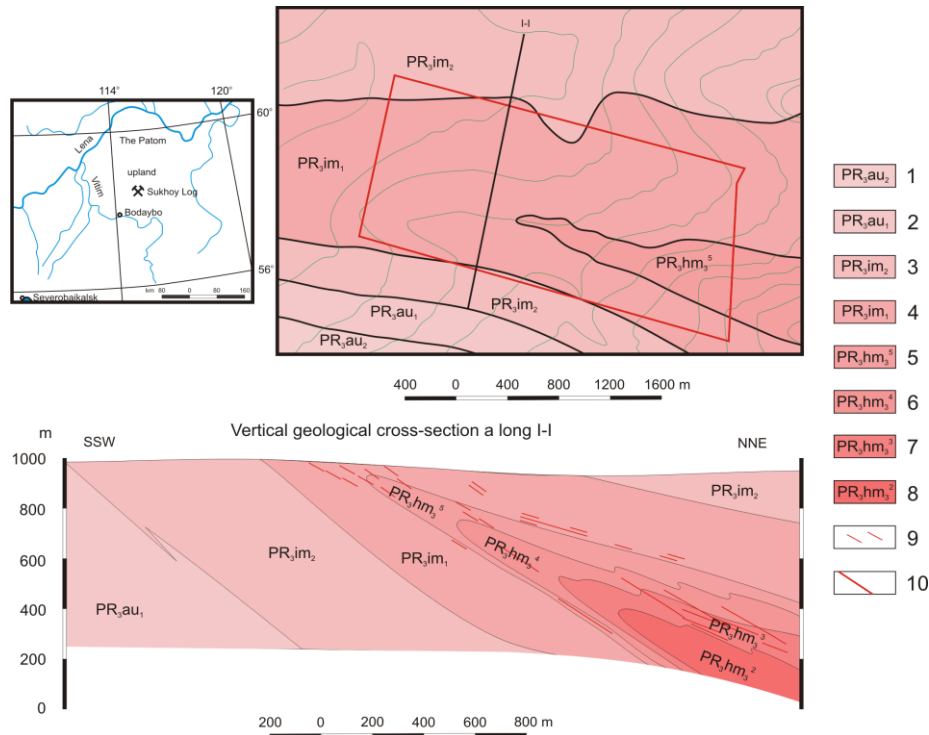 114°
120°
60°
Lena
The Patom
upland
Vitim
Sukhoy Log
Bodaybo
56°
km 80 0 80 160
Severobaikalsk
I-I
PR₃im₂
PR₃im₁
PR₃hm₃⁵
PR₃im₂
PR₃au₁
PR₃au₂
400 0 400 800 1200 1600 m
PR₃au₂ 1
PR₃au₁ 2
PR₃im₂ 3
PR₃im₁ 4
PR₃hm₃⁵ 5
PR₃hm₃⁴ 6
PR₃hm₃³ 7
PR₃hm₃² 8
9
10
Vertical geological cross-section a long I-I
m
SSW
NNE
1000
800
600
400
200
0
PR₃im₂
PR₃hm₃⁵
PR₃hm₃⁴
PR₃im₂
PR₃im₁
PR₃au₁
PR₃hm₃³
PR₃hm₃²
200 0 200 400 600 800 m